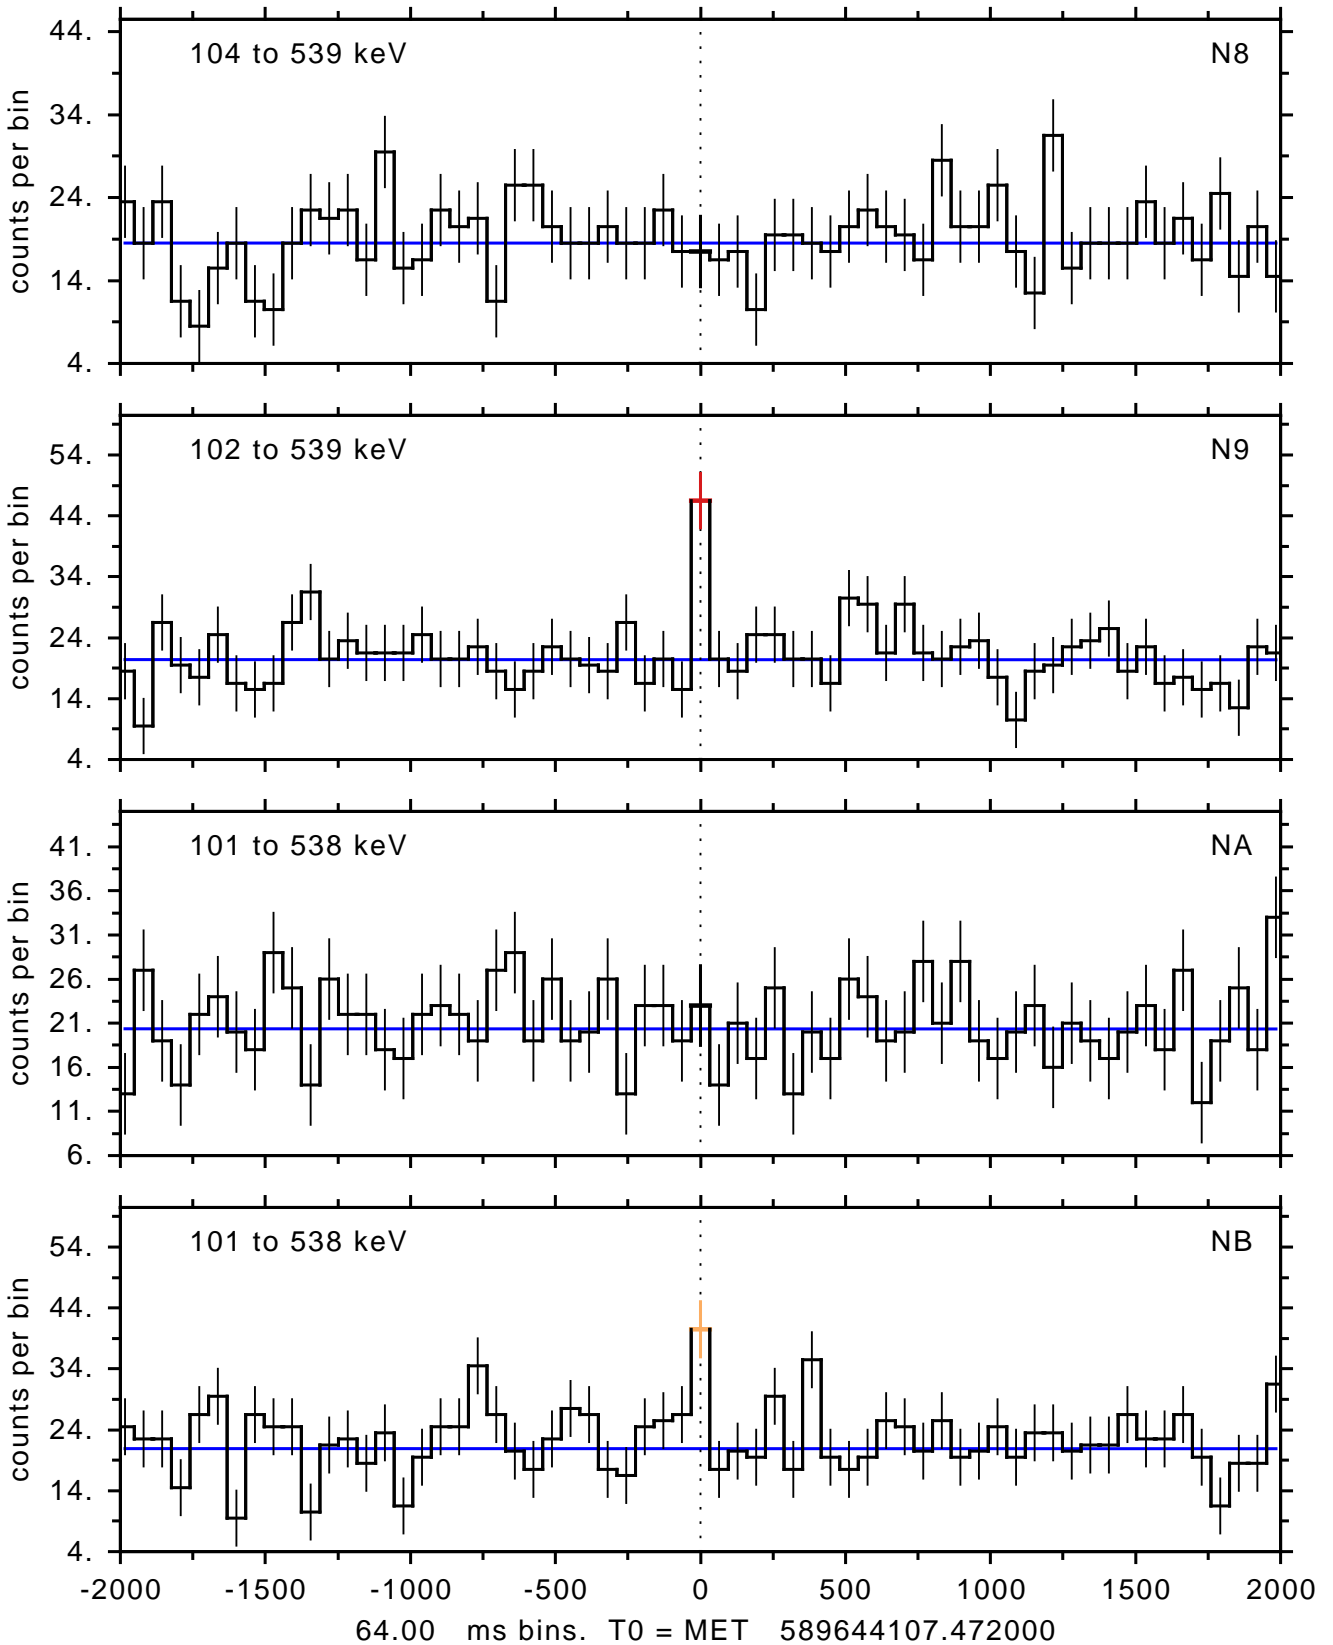 104 to 539 keV N8
counts per bin
44.
34.
24.
14.
4.
102 to 539 keV N9
counts per bin
54.
44.
34.
24.
14.
4.
101 to 538 keV NA
counts per bin
41.
36.
31.
26.
21.
16.
11.
6.
101 to 538 keV NB
counts per bin
54.
44.
34.
24.
14.
4.
-2000 -1500 -1000 -500 0 500 1000 1500 2000
64.00 ms bins. T0 = MET 589644107.472000